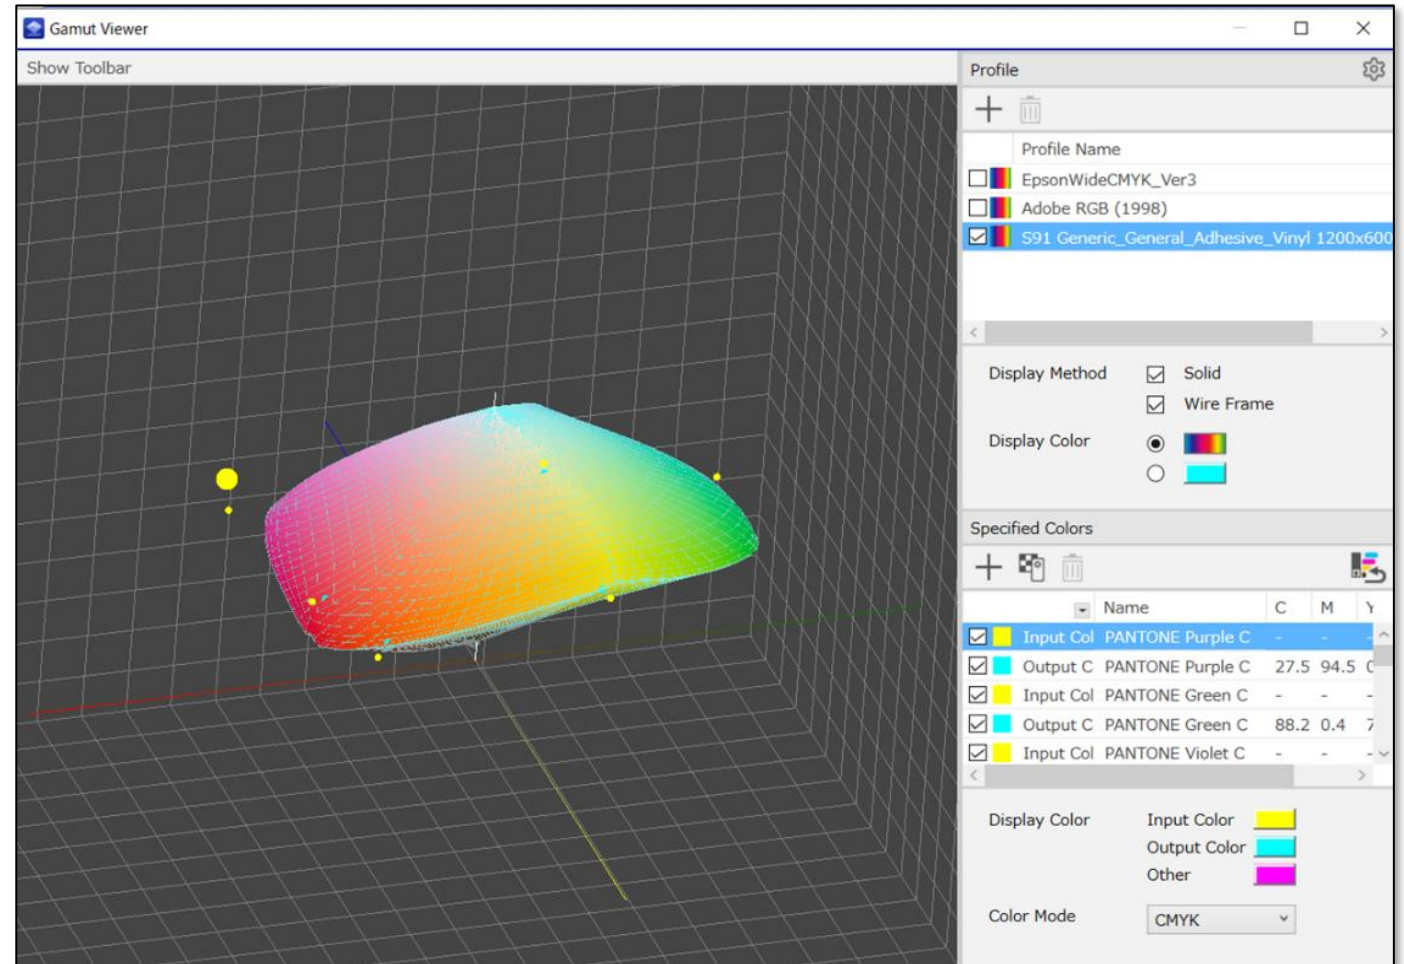 Gamut Viewer
Show Toolbar
Profile
Profile Name
EpsonWideCMYK_Ver3
Adobe RGB (1998)
S91 Generic_General_Adhesive_Vinyl 1200x600
Display Method
Solid
Wire Frame
Display Color
Specified Colors
Name C M Y
Input Col PANTONE Purple C - - -
Output C PANTONE Purple C 27.5 94.5
Input Col PANTONE Green C - - -
Output C PANTONE Green C 88.2 0.4 7
Input Col PANTONE Violet C - - -
Display Color
Input Color
Output Color
Other
Color Mode
CMYK